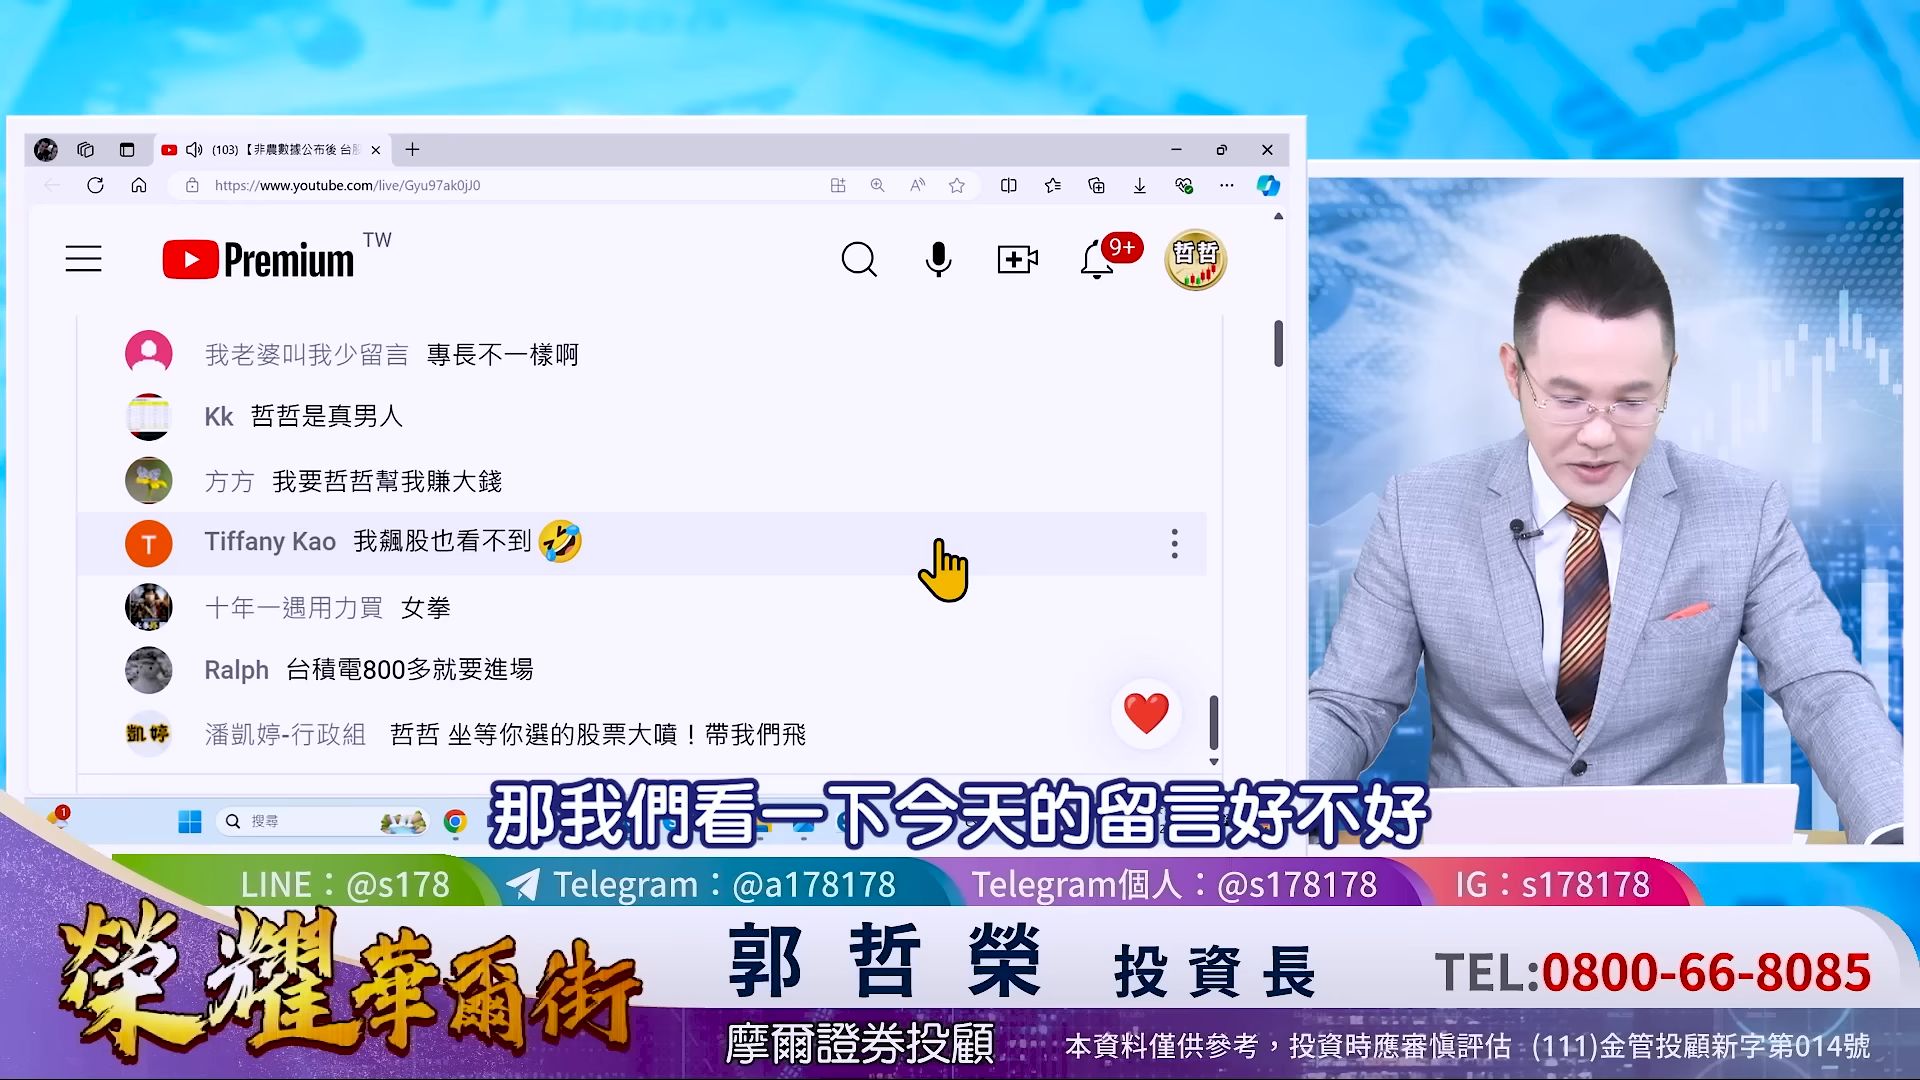 (103)【非農數據公布後 台股
https://www.youtube.com/live/Gyu97ak0jJ0
Premium TW
9+
哲哲
我老婆叫我少留言 專長不一樣啊
Kk 哲哲是真男人
方方 我要哲哲幫我賺大錢
T Tiffany Kao 我飆股也看不到🤣
十年一遇用力買 女拳
Ralph 台積電800多就要進場
凱婷 潘凱婷-行政組 哲哲 坐等你選的股票大噴！帶我們飛
1
搜尋
那我們看一下今天的留言好不好
LINE：@s178
Telegram：@a178178
Telegram個人：@s178178
IG：s178178
榮耀華爾街
郭哲榮 投資長
TEL:0800-66-8085
摩爾證券投顧
本資料僅供參考，投資時應審慎評估 (111)金管投顧新字第014號